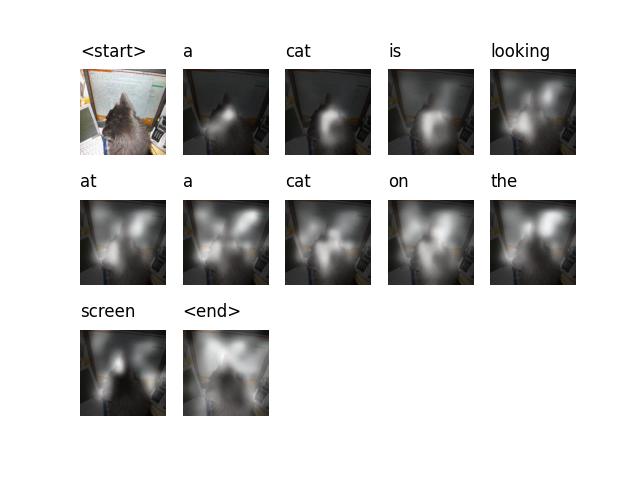 <start> a cat is looking
at a cat on the
screen <end>